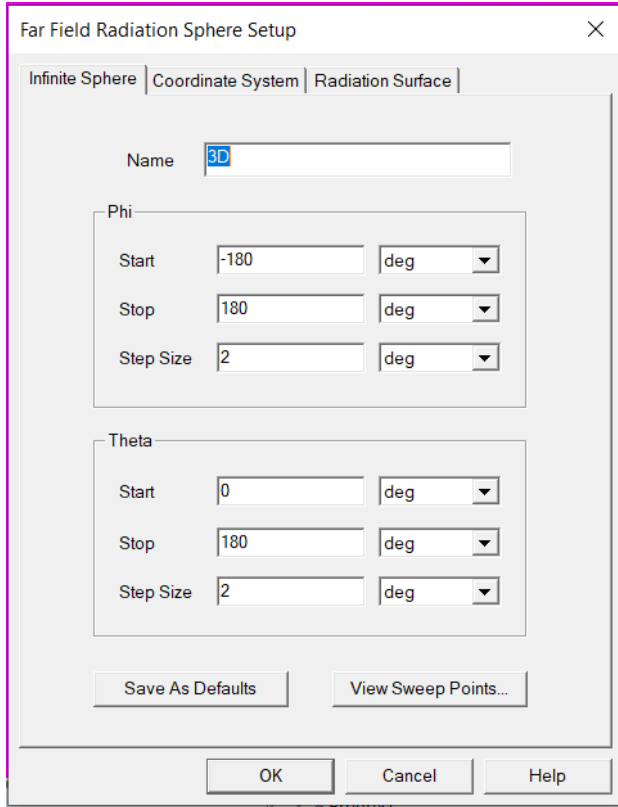 Far Field Radiation Sphere Setup
Infinite Sphere Coordinate System Radiation Surface
Name 3D
Phi
Start -180 deg
Stop 180 deg
Step Size 2 deg
Theta
Start 0 deg
Stop 180 deg
Step Size 2 deg
Save As Defaults View Sweep Points...
OK Cancel Help